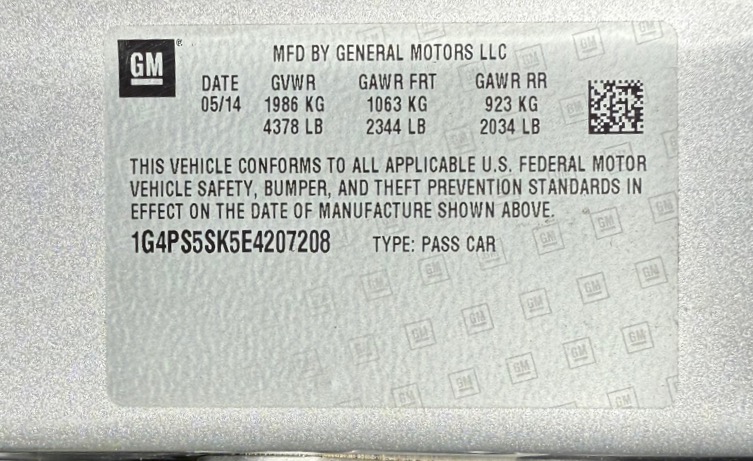 GM®
MFD BY GENERAL MOTORS LLC
DATE GVWR GAWR FRT GAWR RR
05/14 1986 KG 1063 KG 923 KG
4378 LB 2344 LB 2034 LB
THIS VEHICLE CONFORMS TO ALL APPLICABLE U.S. FEDERAL MOTOR
VEHICLE SAFETY, BUMPER, AND THEFT PREVENTION STANDARDS IN
EFFECT ON THE DATE OF MANUFACTURE SHOWN ABOVE.
1G4PS5SK5E4207208 TYPE: PASS CAR